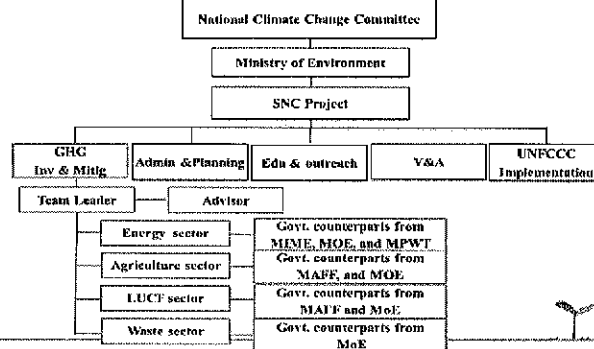 National Climate Change Committee
Ministry of Environment
SNC Project
GHG
Inv & Mitig
Admin &Planning
Edu & outreach
V&A
UNFCCC
Implementation
Team Leader
Advisor
Energy sector
Govt. counterparts from
MIME, MOE, and MPWT
Agriculture sector
Govt. counterparts from
MAFF, and MOE
LUCF sector
Govt. counterparts from
MAFF and MoE
Waste sector
Govt. counterparts from
MoE